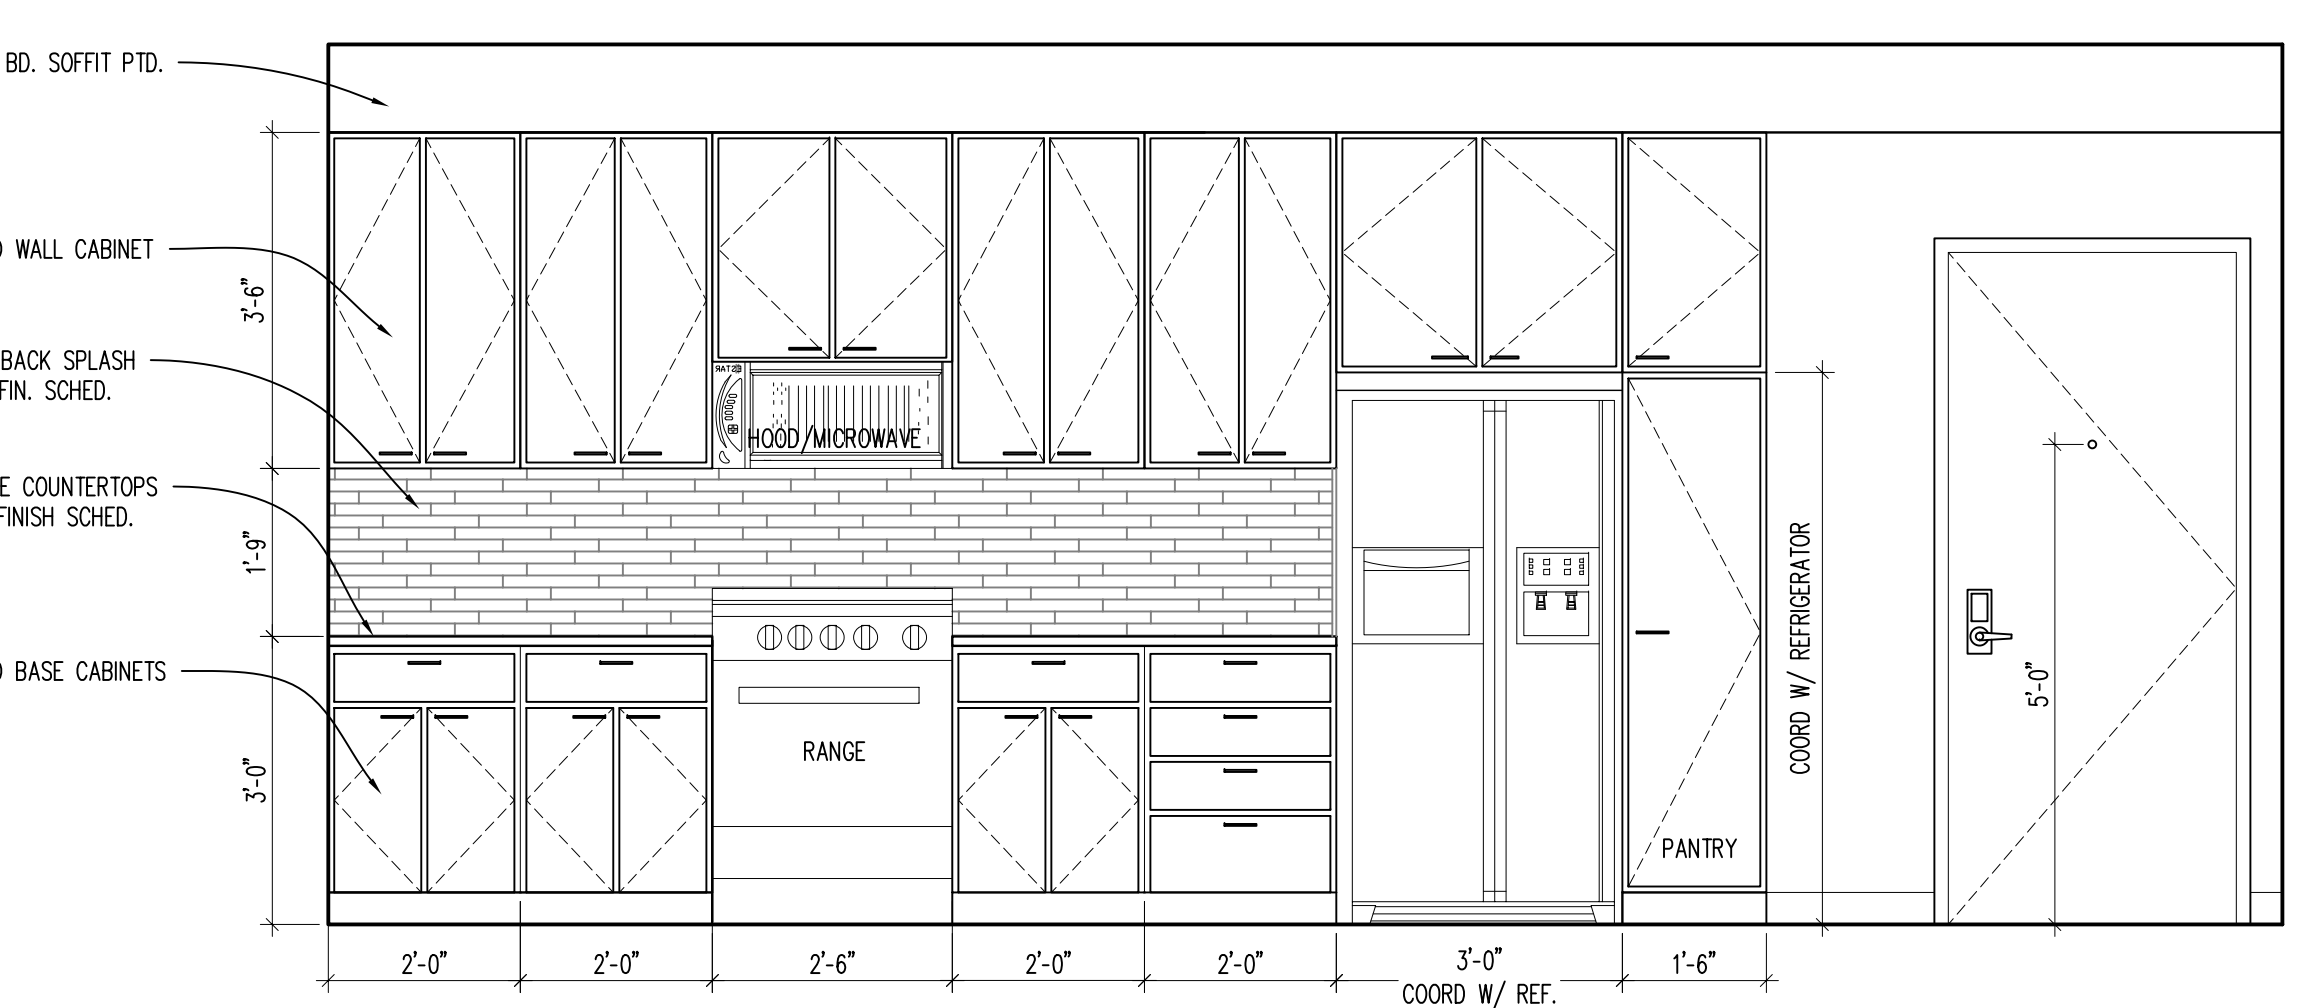 BD. SOFFIT PTD.
WALL CABINET
3'-6"
BACK SPLASH
FIN. SCHED.
HOOD/MICROWAVE
E COUNTERTOPS
FINISH SCHED.
1'-9"
COORD W/ REFRIGERATOR
5'-0"
BASE CABINETS
RANGE
3'-0"
PANTRY
2'-0" 2'-0" 2'-6" 2'-0" 2'-0" 3'-0" 1'-6"
COORD W/ REF.